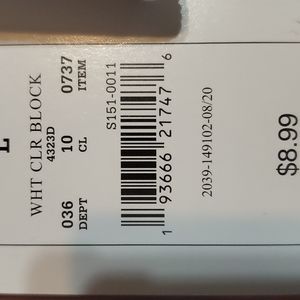 WHT CLR BLOCK
4323D
036 10 0737
DEPT CL ITEM
S151-0011
1 93666 21747 6
2039-149102-08/20
$8.99